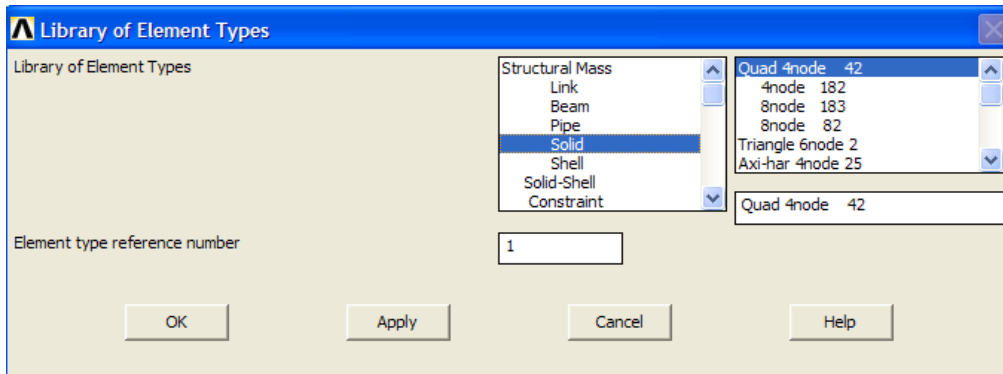 Library of Element Types
Library of Element Types
Structural Mass
Link
Beam
Pipe
Solid
Shell
Solid-Shell
Constraint
Quad 4node 42
4node 182
8node 183
8node 82
Triangle 6node 2
Axi-har 4node 25
Quad 4node 42
Element type reference number
1
OK
Apply
Cancel
Help